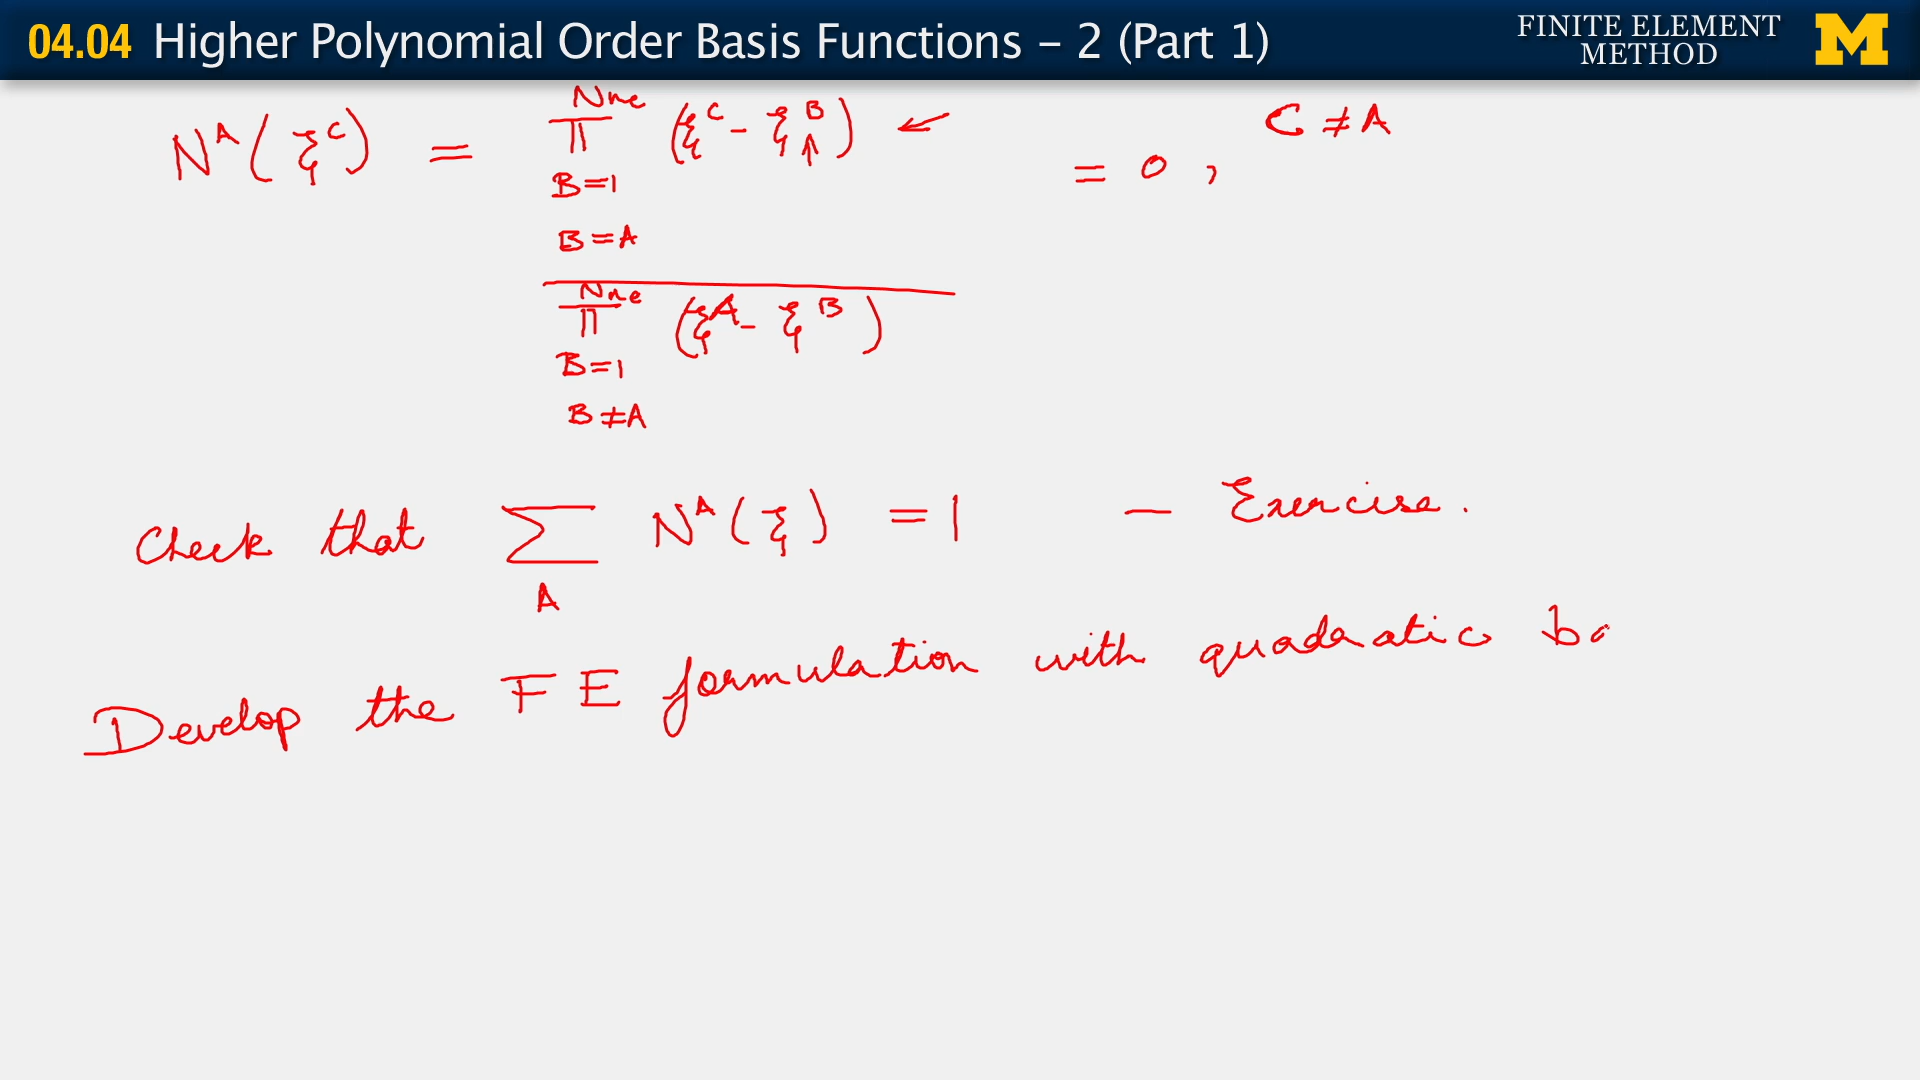 04.04 Higher Polynomial Order Basis Functions – 2 (Part 1)
FINITE ELEMENT
METHOD
M
Nne
N^A(ξ^C) = Π (ξ^C - ξ^B) ← = 0 , C ≠ A
↑
B=1
B=A
Nne
Π (ξ^A - ξ^B)
B=1
B≠A
Check that Σ N^A(ξ) = 1 — Exercise.
A
Develop the FE formulation with quadratic ba